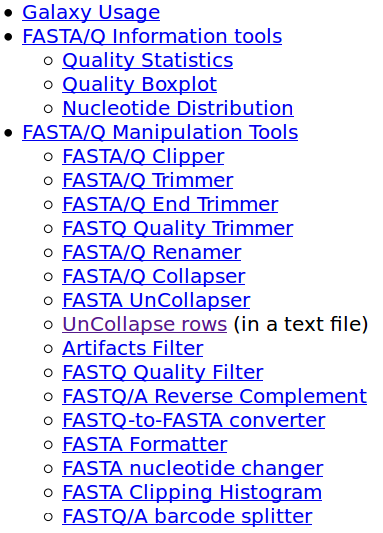 Galaxy Usage
FASTA/Q Information tools
Quality Statistics
Quality Boxplot
Nucleotide Distribution
FASTA/Q Manipulation Tools
FASTA/Q Clipper
FASTA/Q Trimmer
FASTA/Q End Trimmer
FASTQ Quality Trimmer
FASTA/Q Renamer
FASTA/Q Collapser
FASTA UnCollapser
UnCollapse rows (in a text file)
Artifacts Filter
FASTQ Quality Filter
FASTQ/A Reverse Complement
FASTQ-to-FASTA converter
FASTA Formatter
FASTA nucleotide changer
FASTA Clipping Histogram
FASTQ/A barcode splitter